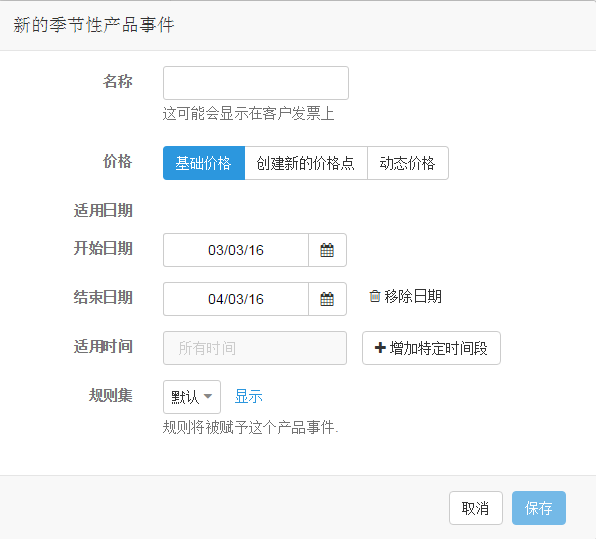 新的季节性产品事件
名称
这可能会显示在客户发票上
价格 基础价格 创建新的价格点 动态价格
适用日期
开始日期 03/03/16
结束日期 04/03/16 移除日期
适用时间 所有时间 增加特定时间段
规则集 默认 显示
规则将被赋予这个产品事件.
取消 保存